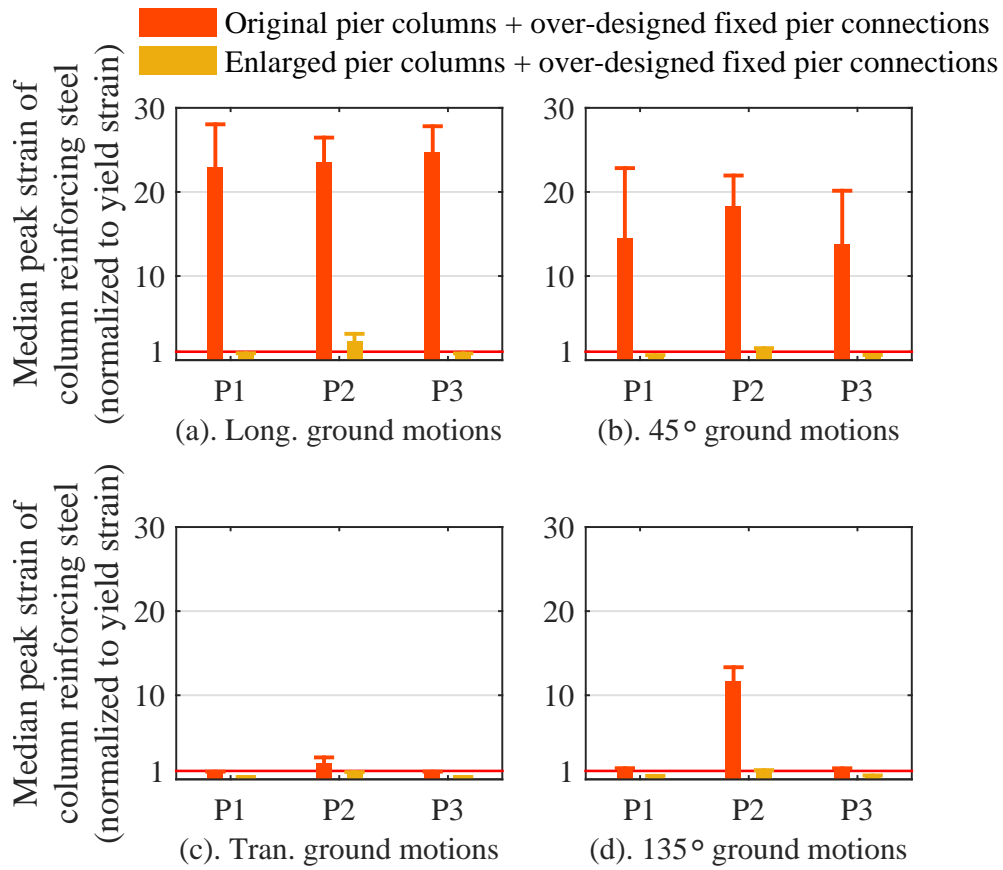 Original pier columns + over-designed fixed pier connections
Enlarged pier columns + over-designed fixed pier connections
Median peak strain of
column reinforcing steel
(normalized to yield strain)
30
20
10
1
P1 P2 P3
(a). Long. ground motions
30
20
10
1
P1 P2 P3
(b). 45° ground motions
Median peak strain of
column reinforcing steel
(normalized to yield strain)
30
20
10
1
P1 P2 P3
(c). Tran. ground motions
30
20
10
1
P1 P2 P3
(d). 135° ground motions